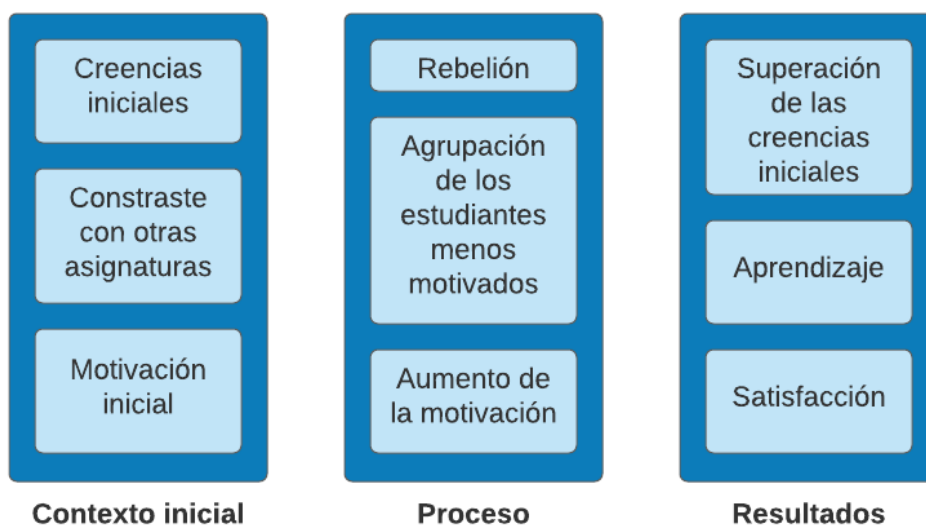 Creencias
iniciales
Constraste
con otras
asignaturas
Motivación
inicial
Contexto inicial
Rebelión
Agrupación
de los
estudiantes
menos
motivados
Aumento de
la motivación
Proceso
Superación
de las
creencias
iniciales
Aprendizaje
Satisfacción
Resultados